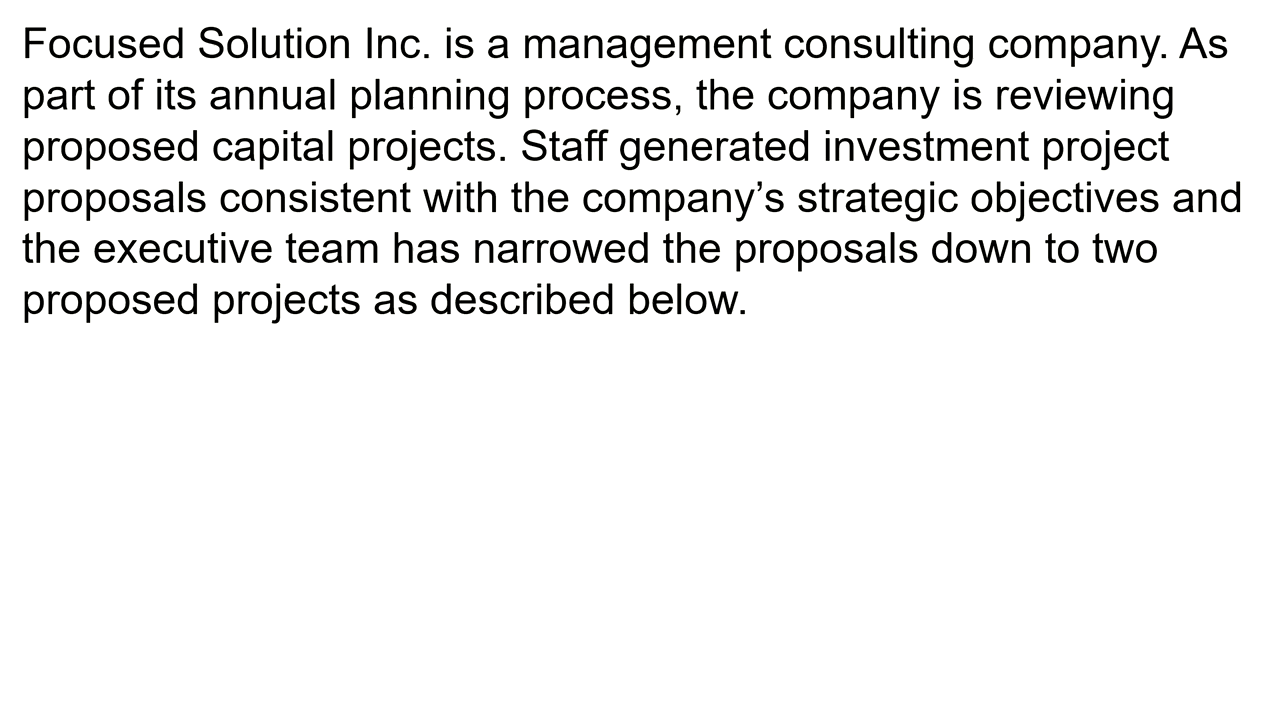 Focused Solution Inc. is a management consulting company. As
part of its annual planning process, the company is reviewing
proposed capital projects. Staff generated investment project
proposals consistent with the company’s strategic objectives and
the executive team has narrowed the proposals down to two
proposed projects as described below.